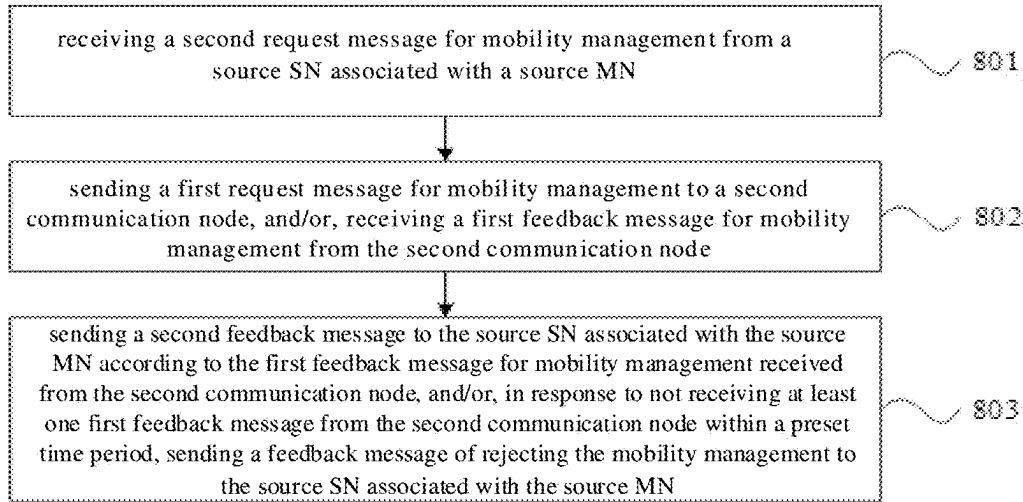 receiving a second request message for mobility management from a
source SN associated with a source MN
801
sending a first request message for mobility management to a second
communication node, and/or, receiving a first feedback message for mobility
management from the second communication node
802
sending a second feedback message to the source SN associated with the source
MN according to the first feedback message for mobility management received
from the second communication node, and/or, in response to not receiving at least
one first feedback message from the second communication node within a preset
time period, sending a feedback message of rejecting the mobility management to
the source SN associated with the source MN
803